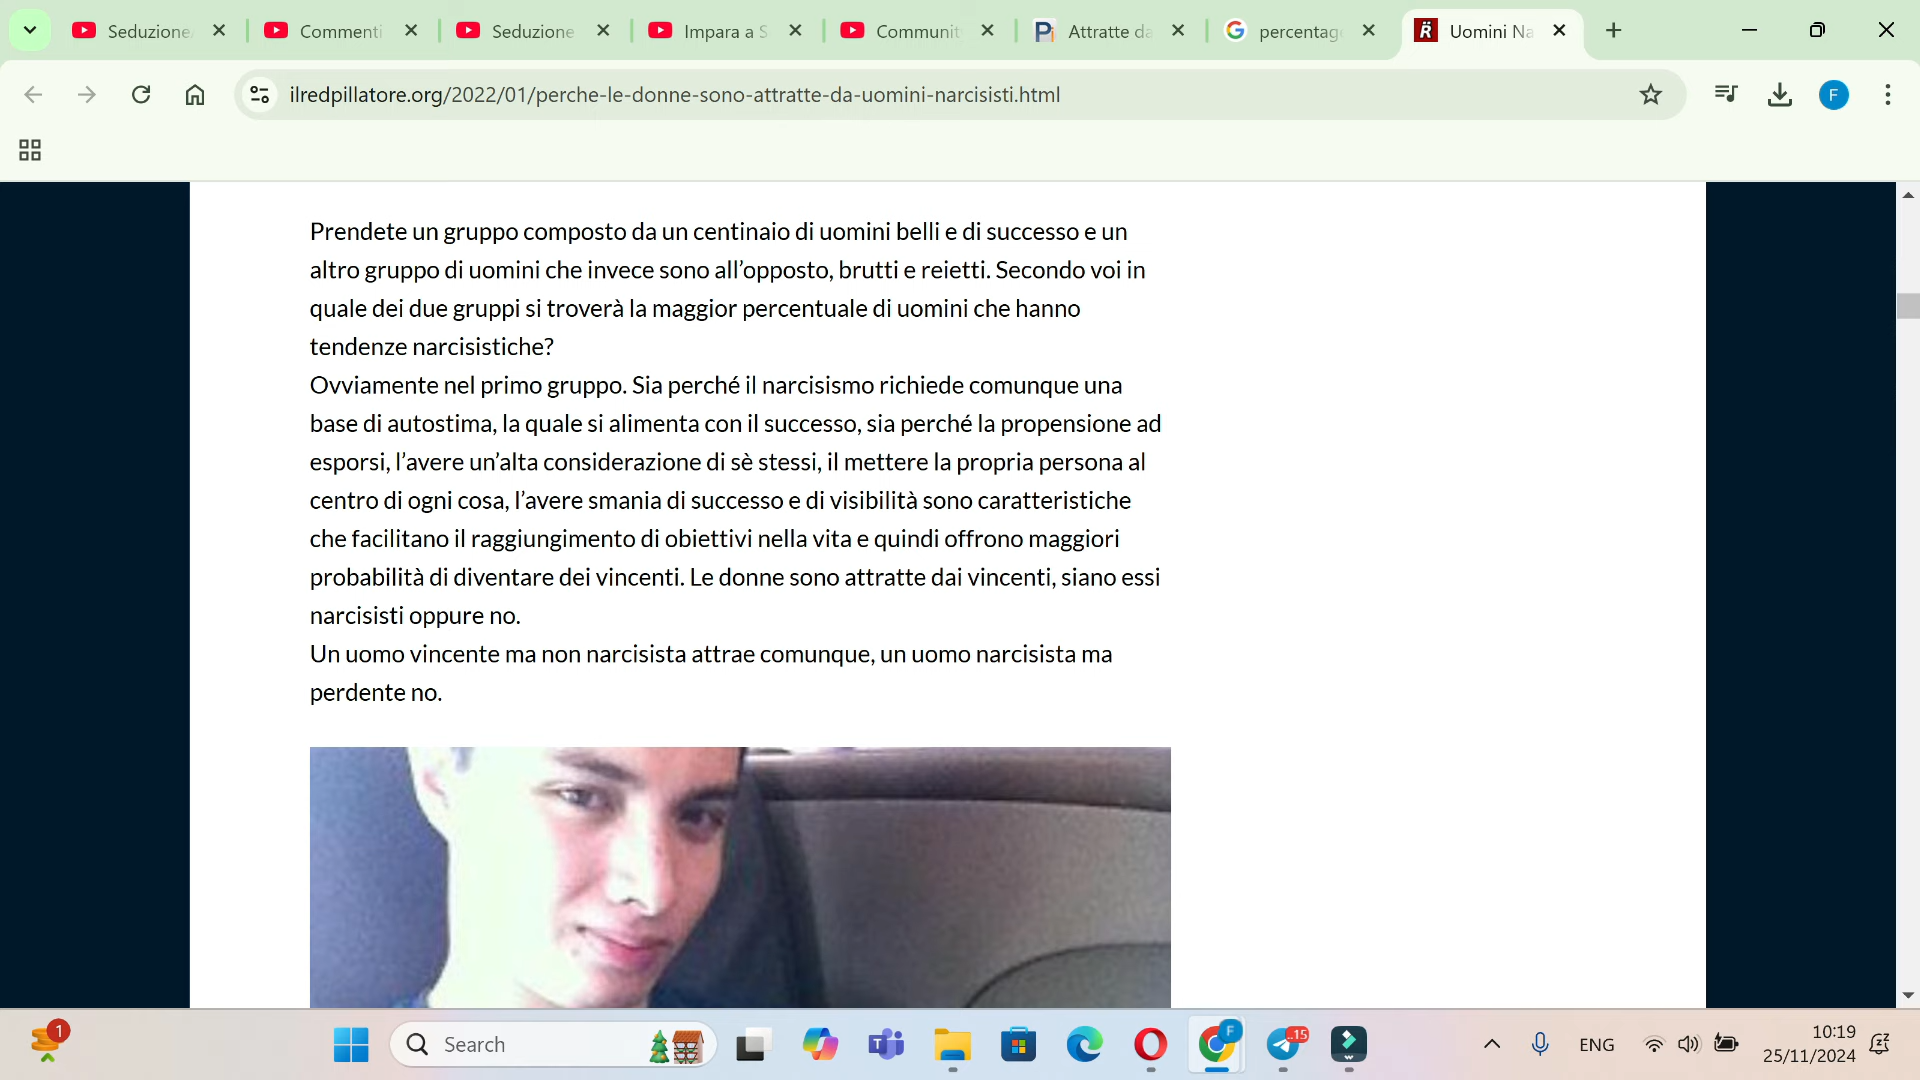 Seduzione
Commenti
Seduzione
Impara a S
Communit
Attratte da
percentag
Uomini Na
ilredpillatore.org/2022/01/perche-le-donne-sono-attratte-da-uomini-narcisisti.html
F
Prendete un gruppo composto da un centinaio di uomini belli e di successo e un
altro gruppo di uomini che invece sono all’opposto, brutti e reietti. Secondo voi in
quale dei due gruppi si troverà la maggior percentuale di uomini che hanno
tendenze narcisistiche?
Ovviamente nel primo gruppo. Sia perché il narcisismo richiede comunque una
base di autostima, la quale si alimenta con il successo, sia perché la propensione ad
esporsi, l’avere un’alta considerazione di sè stessi, il mettere la propria persona al
centro di ogni cosa, l’avere smania di successo e di visibilità sono caratteristiche
che facilitano il raggiungimento di obiettivi nella vita e quindi offrono maggiori
probabilità di diventare dei vincenti. Le donne sono attratte dai vincenti, siano essi
narcisisti oppure no.
Un uomo vincente ma non narcisista attrae comunque, un uomo narcisista ma
perdente no.
1
Search
F
..15
ENG
10:19
25/11/2024